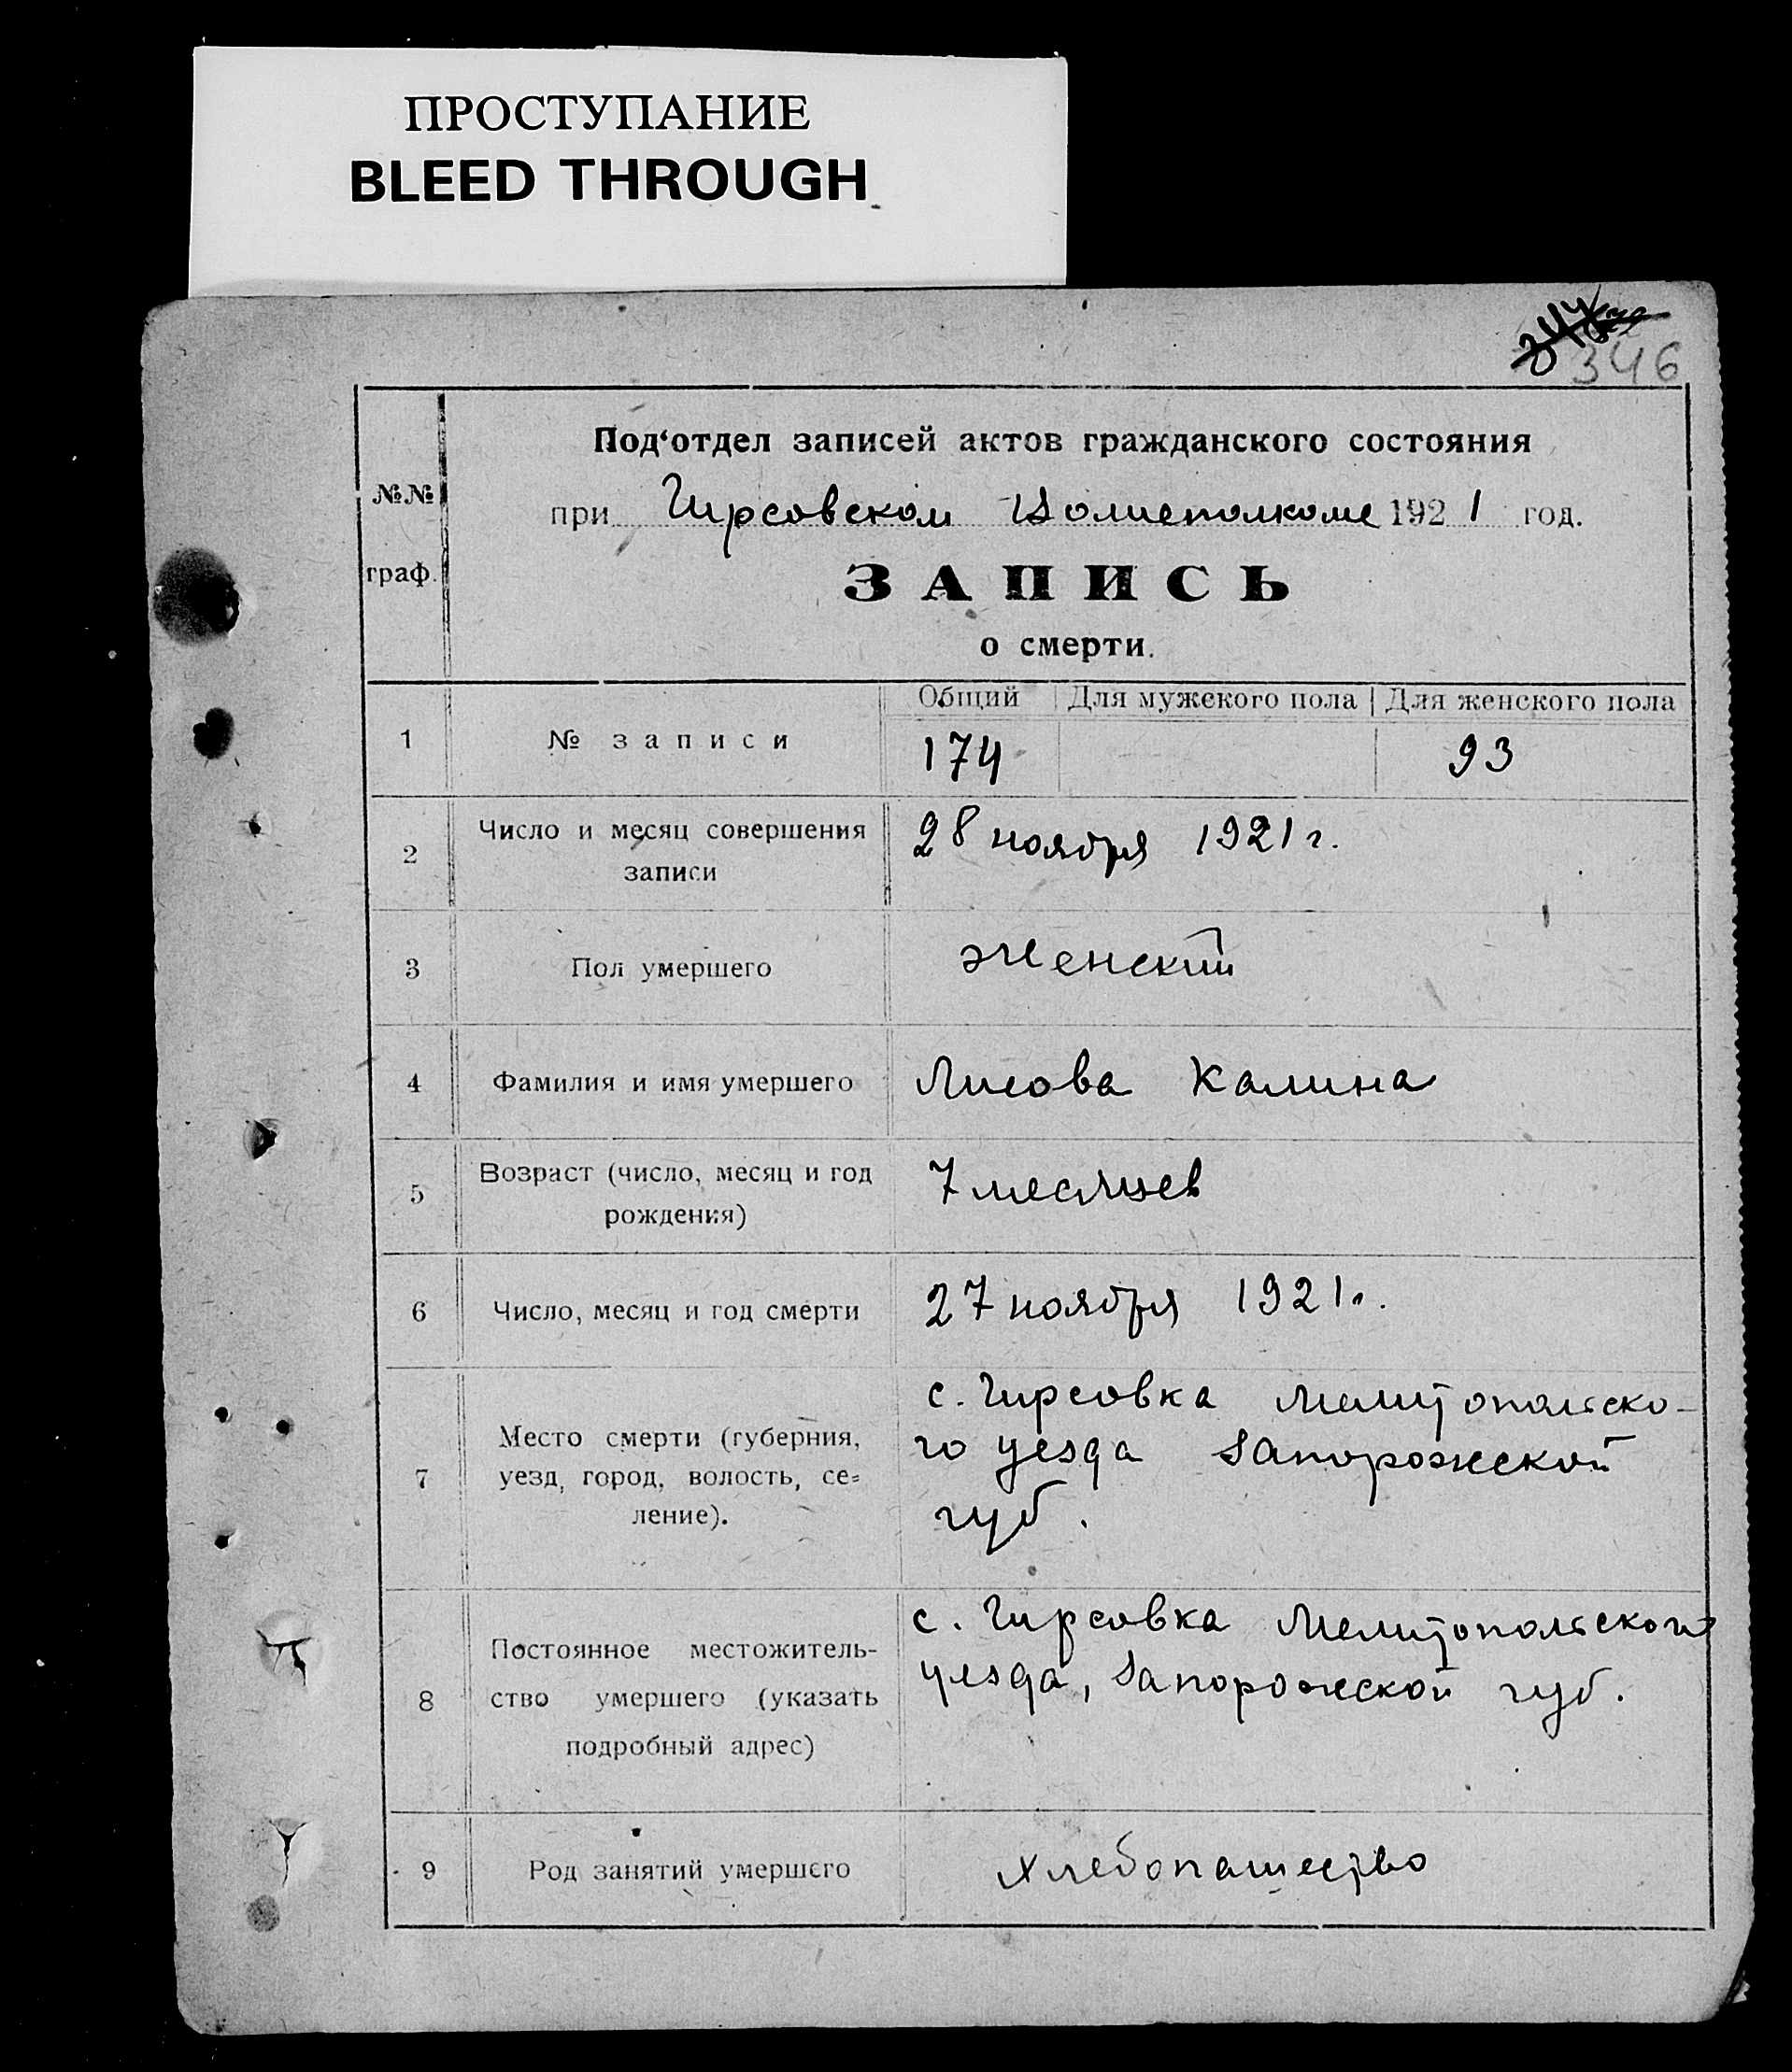 ПРОСТУПАНИЕ
BLEED THROUGH
346
№№ граф.
Под‘отдел записей актов гражданского состояния
при Гирсовском Волисполкоме 1921 год.
ЗАПИСЬ
о смерти.
Общий Для мужского пола Для женского пола
1 № записи 174 93
2 Число и месяц совершения 28 ноября 1921 г.
записи
3 Пол умершего Женский
4 Фамилия и имя умершего Лисова Калина
5 Возраст (число, месяц и год 7 месяцев
рождения)
6 Число, месяц и год смерти 27 ноября 1921 г.
с. Гирсовка Мелитопольско-
7 Место смерти (губерния, го уезда Запорожской
уезд, город, волость, се= губ.
ление).
с. Гирсовка Мелитопольского
8 Постоянное местожитель- уезда, Запорожской губ.
ство умершего (указать
подробный адрес)
9 Род занятий умершего хлебопашество